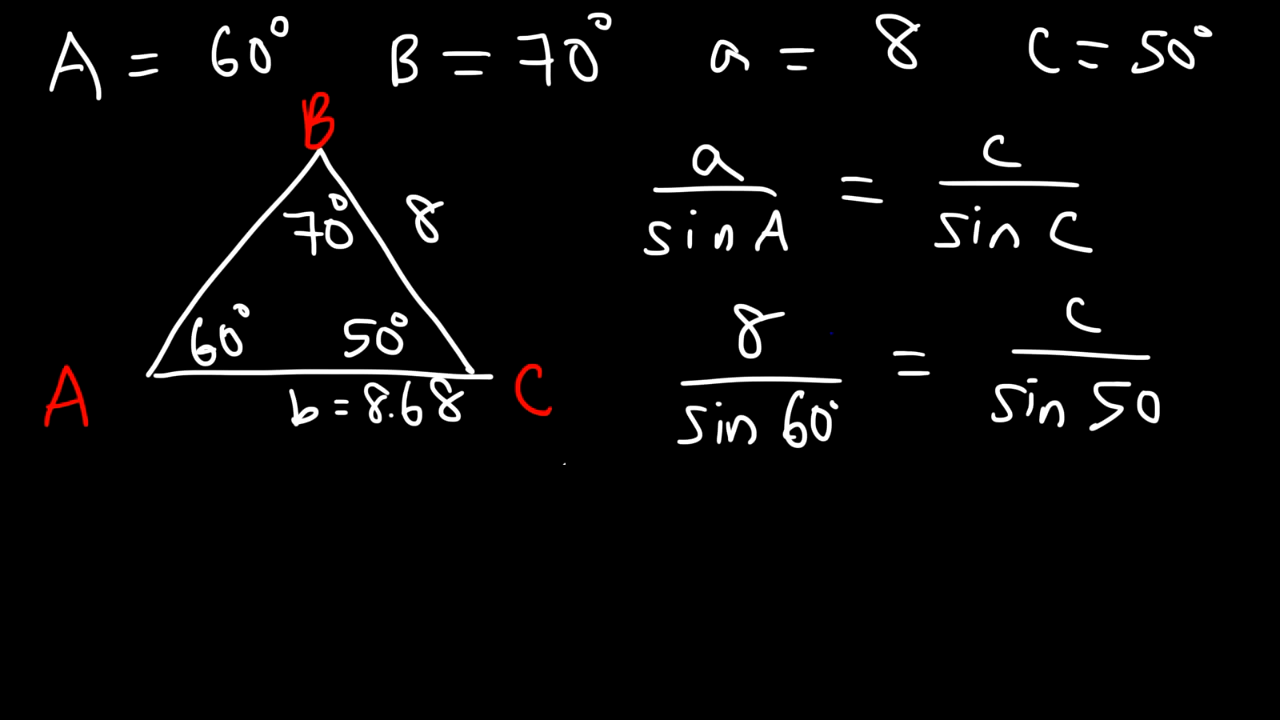 A = 60° B = 70° a = 8 C = 50°
B
70° 8
60° 50°
A b = 8.68 C
a / sin A = c / sin C
8 / sin 60° = c / sin 50